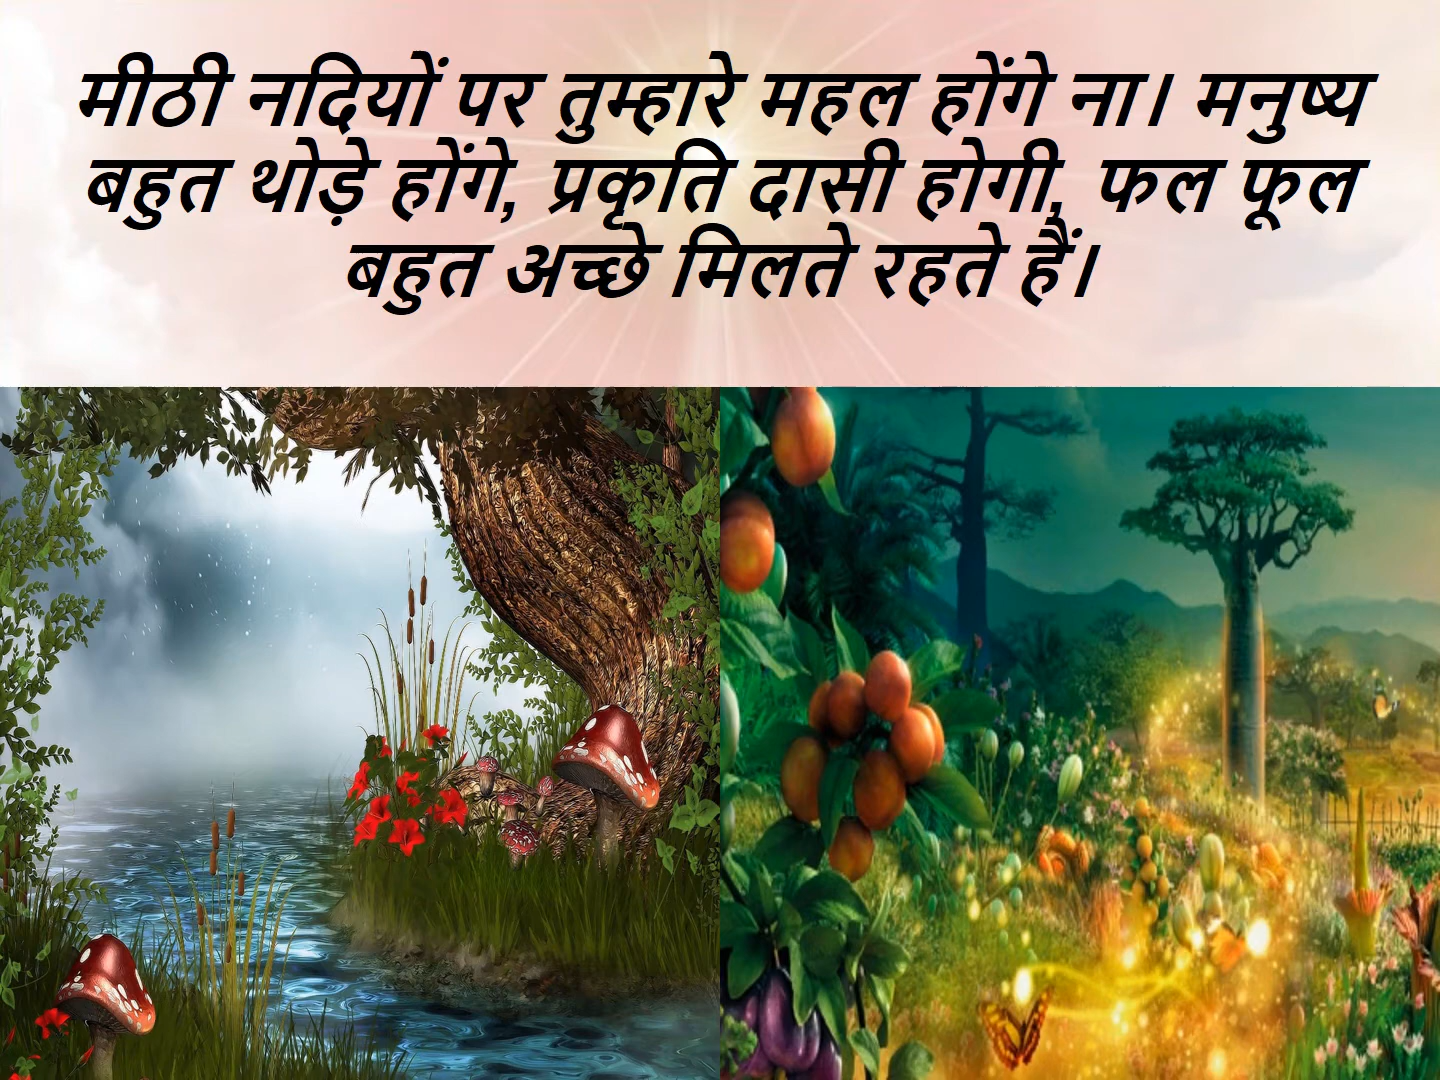 मीठी नदियों पर तुम्हारे महल होंगे ना। मनुष्य
बहुत थोड़े होंगे, प्रकृति दासी होगी, फल फूल
बहुत अच्छे मिलते रहते हैं।